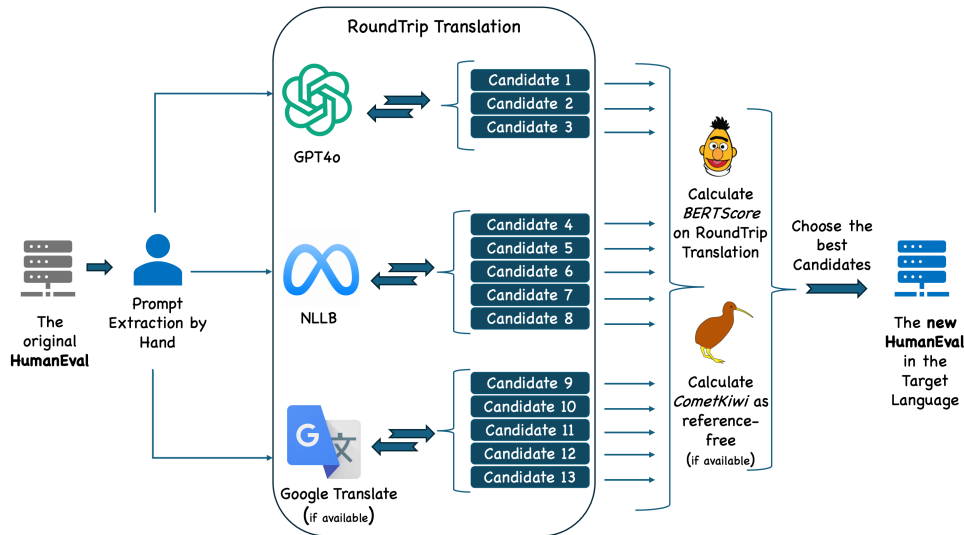 RoundTrip Translation
The
original
HumanEval
Prompt
Extraction by
Hand
GPT4o
Candidate 1
Candidate 2
Candidate 3
NLLB
Candidate 4
Candidate 5
Candidate 6
Candidate 7
Candidate 8
G
文
Google Translate
(if available)
Candidate 9
Candidate 10
Candidate 11
Candidate 12
Candidate 13
Calculate
BERTScore
on RoundTrip
Translation
Calculate
CometKiwi as
reference-
free
(if available)
Choose the
best
Candidates
The new
HumanEval
in the
Target
Language